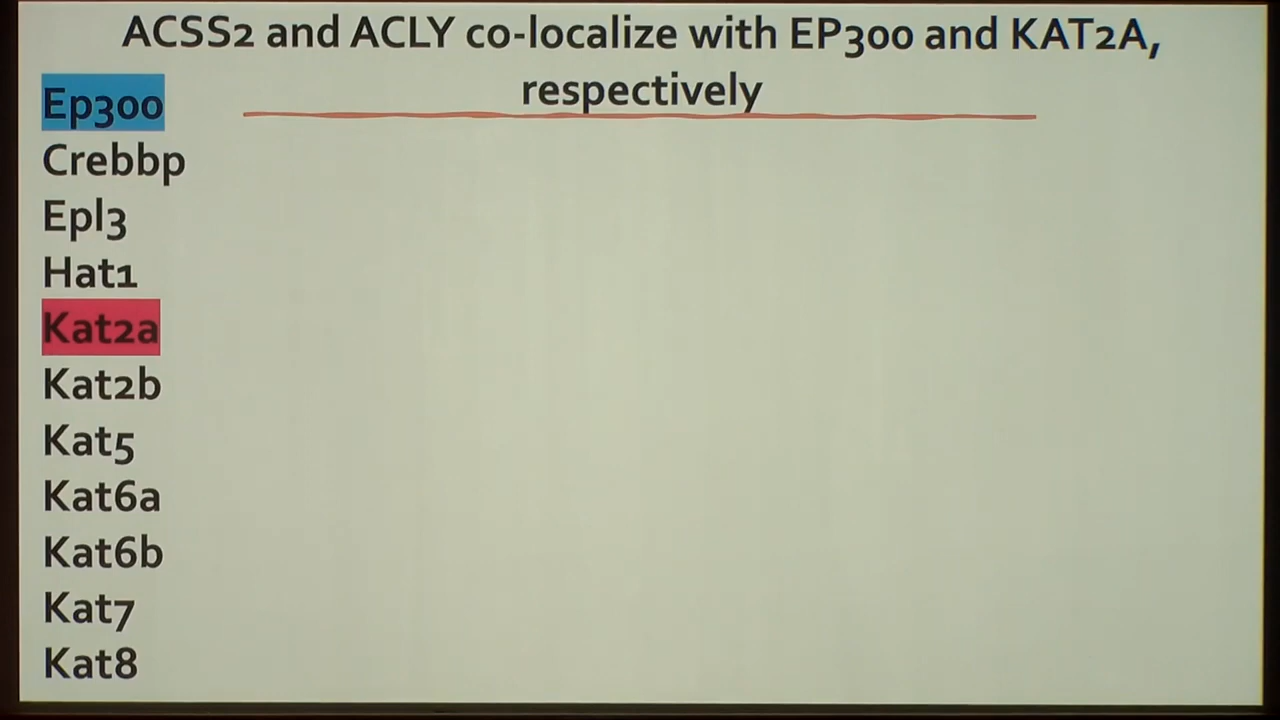 ACSS2 and ACLY co-localize with EP300 and KAT2A,
respectively
Ep300
Crebbp
Epl3
Hat1
Kat2a
Kat2b
Kat5
Kat6a
Kat6b
Kat7
Kat8